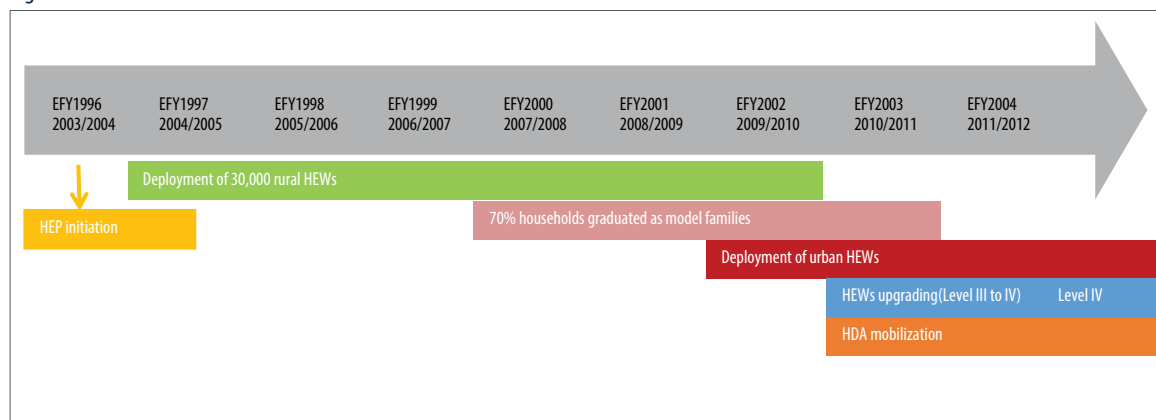 EFY1996
2003/2004
EFY1997
2004/2005
EFY1998
2005/2006
EFY1999
2006/2007
EFY2000
2007/2008
EFY2001
2008/2009
EFY2002
2009/2010
EFY2003
2010/2011
EFY2004
2011/2012
Deployment of 30,000 rural HEWs
HEP initiation
70% households graduated as model families
Deployment of urban HEWs
HEWs upgrading(Level III to IV)
Level IV
HDA mobilization